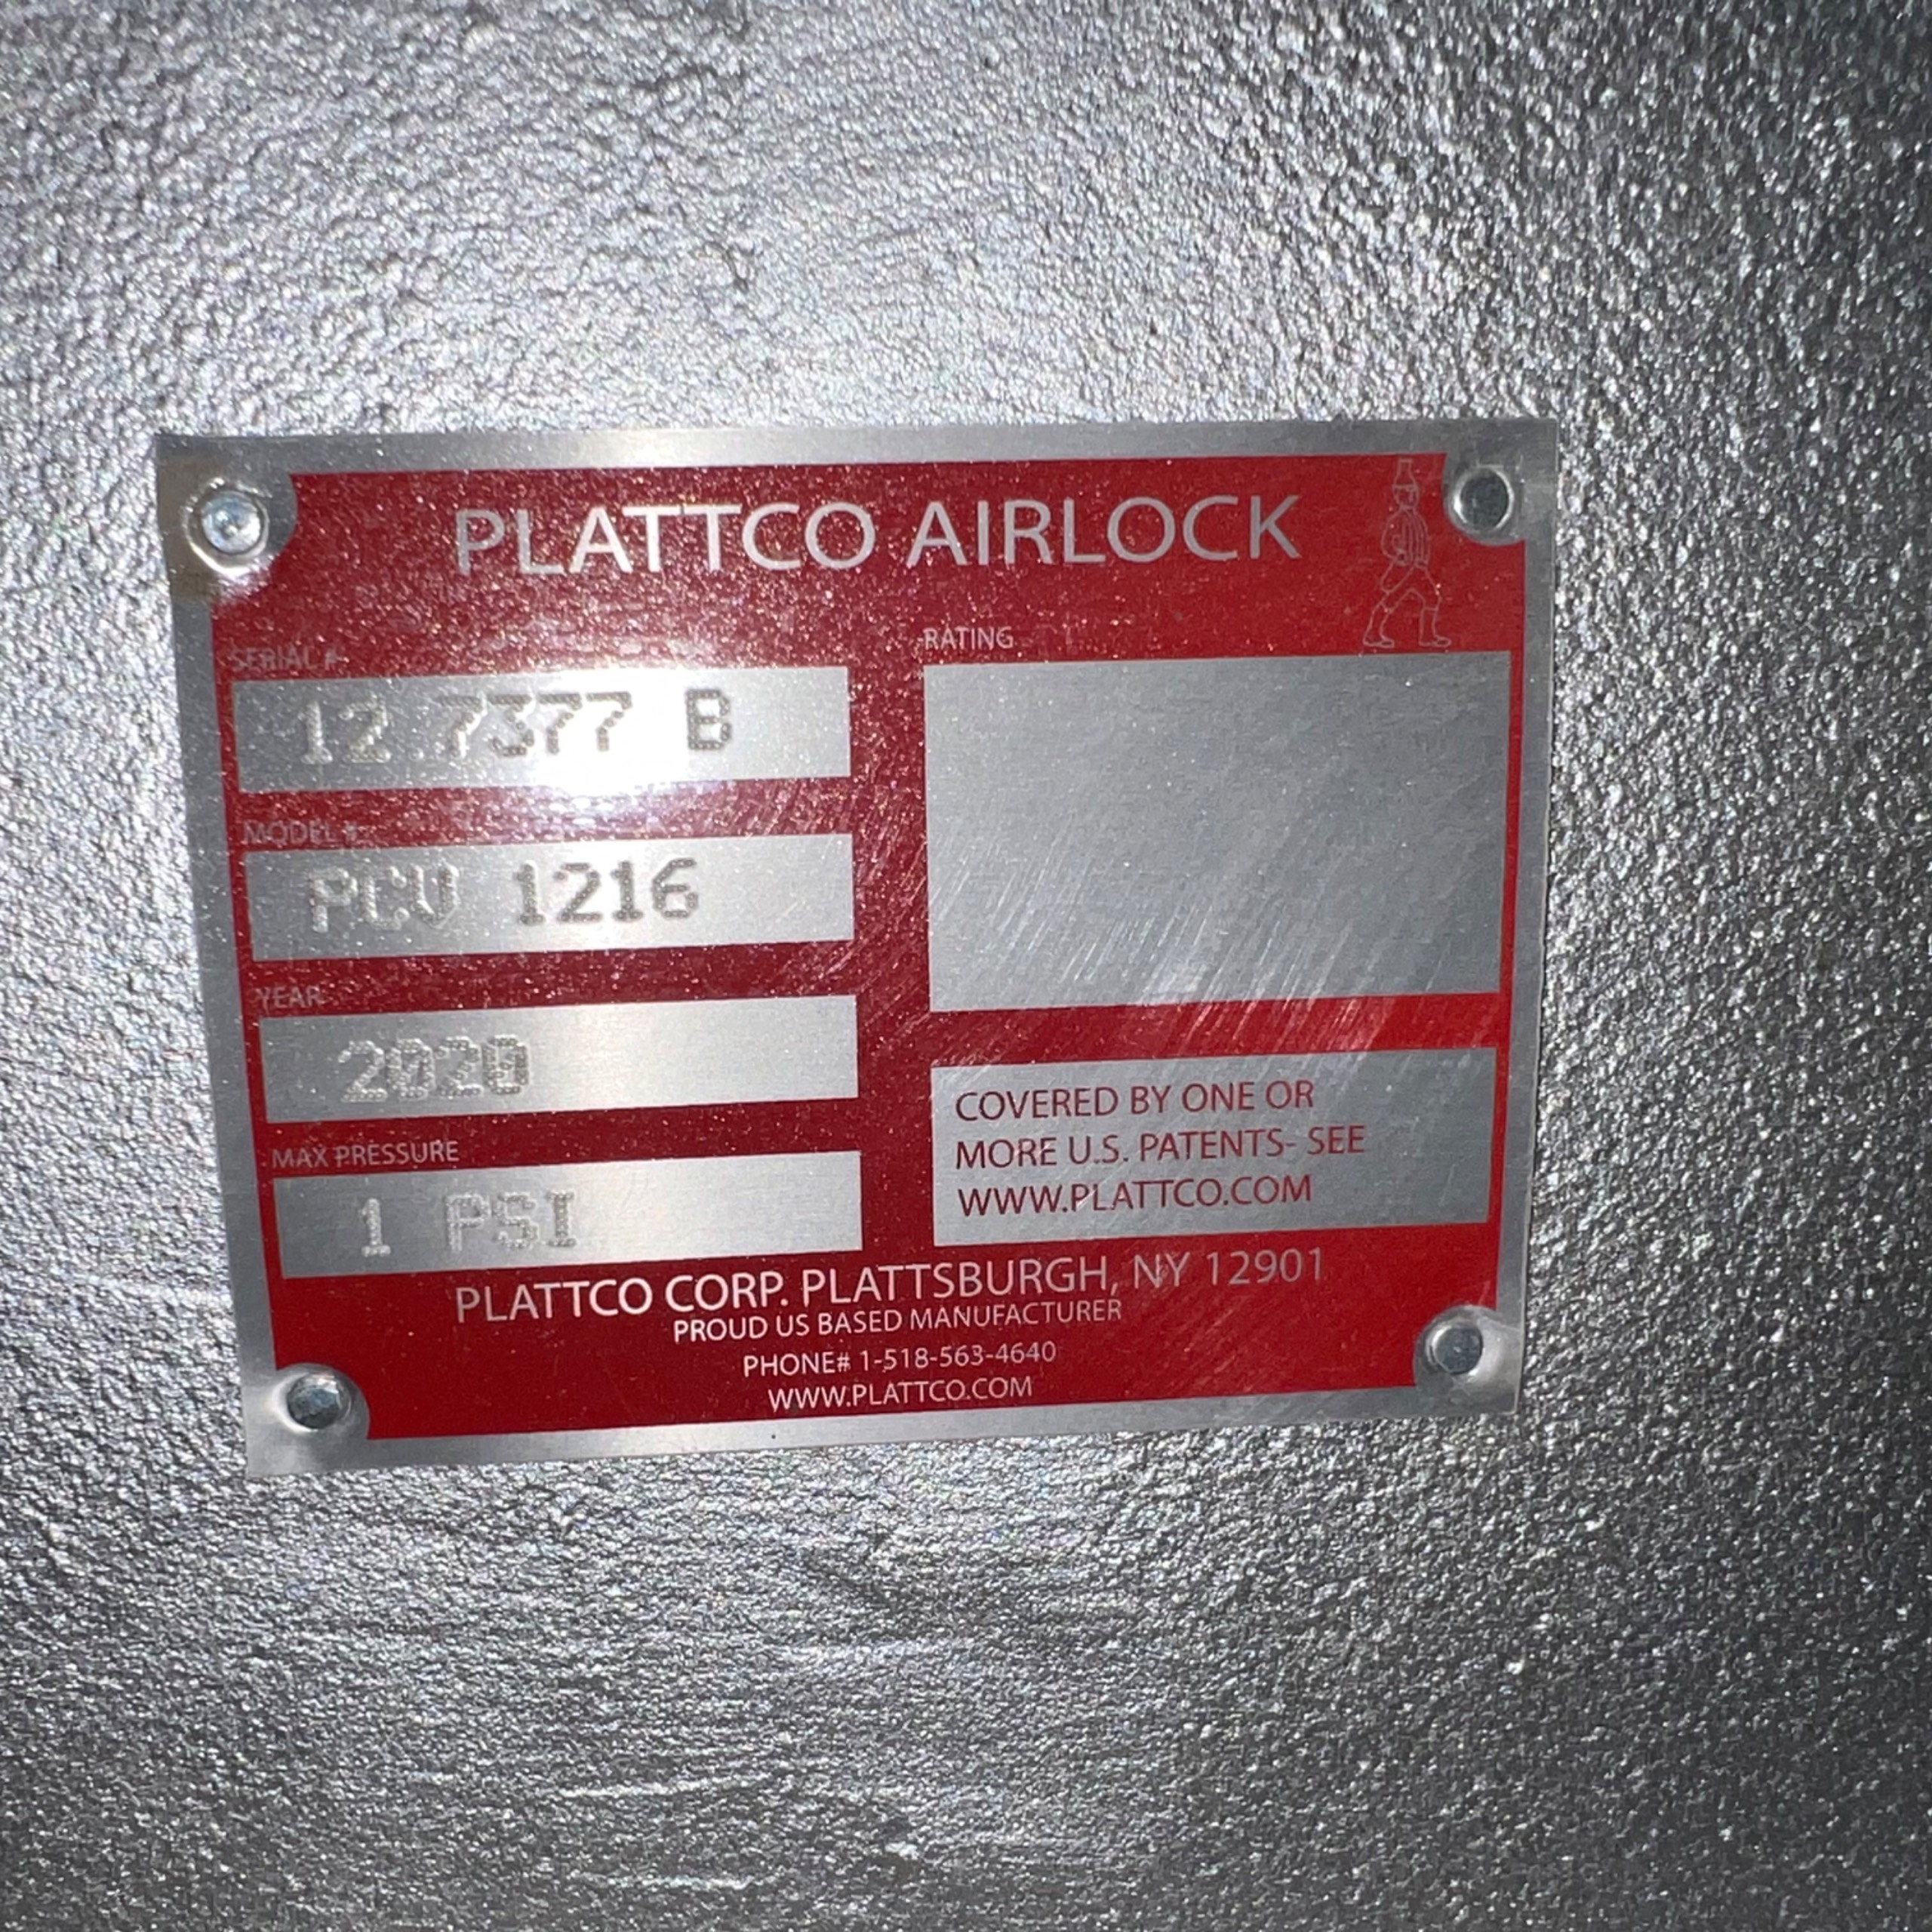 PLATTCO AIRLOCK
SERIAL #
12 7377 B
MODEL #
PCV 1216
YEAR
2020
MAX PRESSURE
1 PSI
RATING
COVERED BY ONE OR
MORE U.S. PATENTS- SEE
WWW.PLATTCO.COM
PLATTCO CORP. PLATTSBURGH, NY 12901
PROUD US BASED MANUFACTURER
PHONE# 1-518-563-4640
WWW.PLATTCO.COM